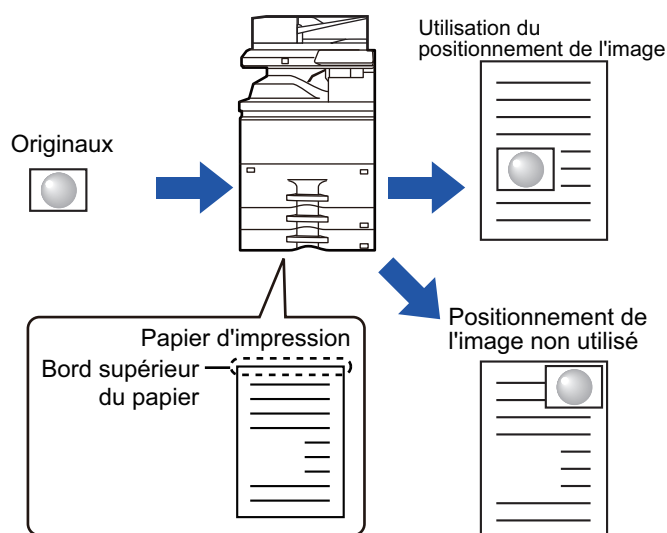 Utilisation du
positionnement de l'image
Originaux
Papier d'impression
Bord supérieur
du papier
Positionnement de
l'image non utilisé